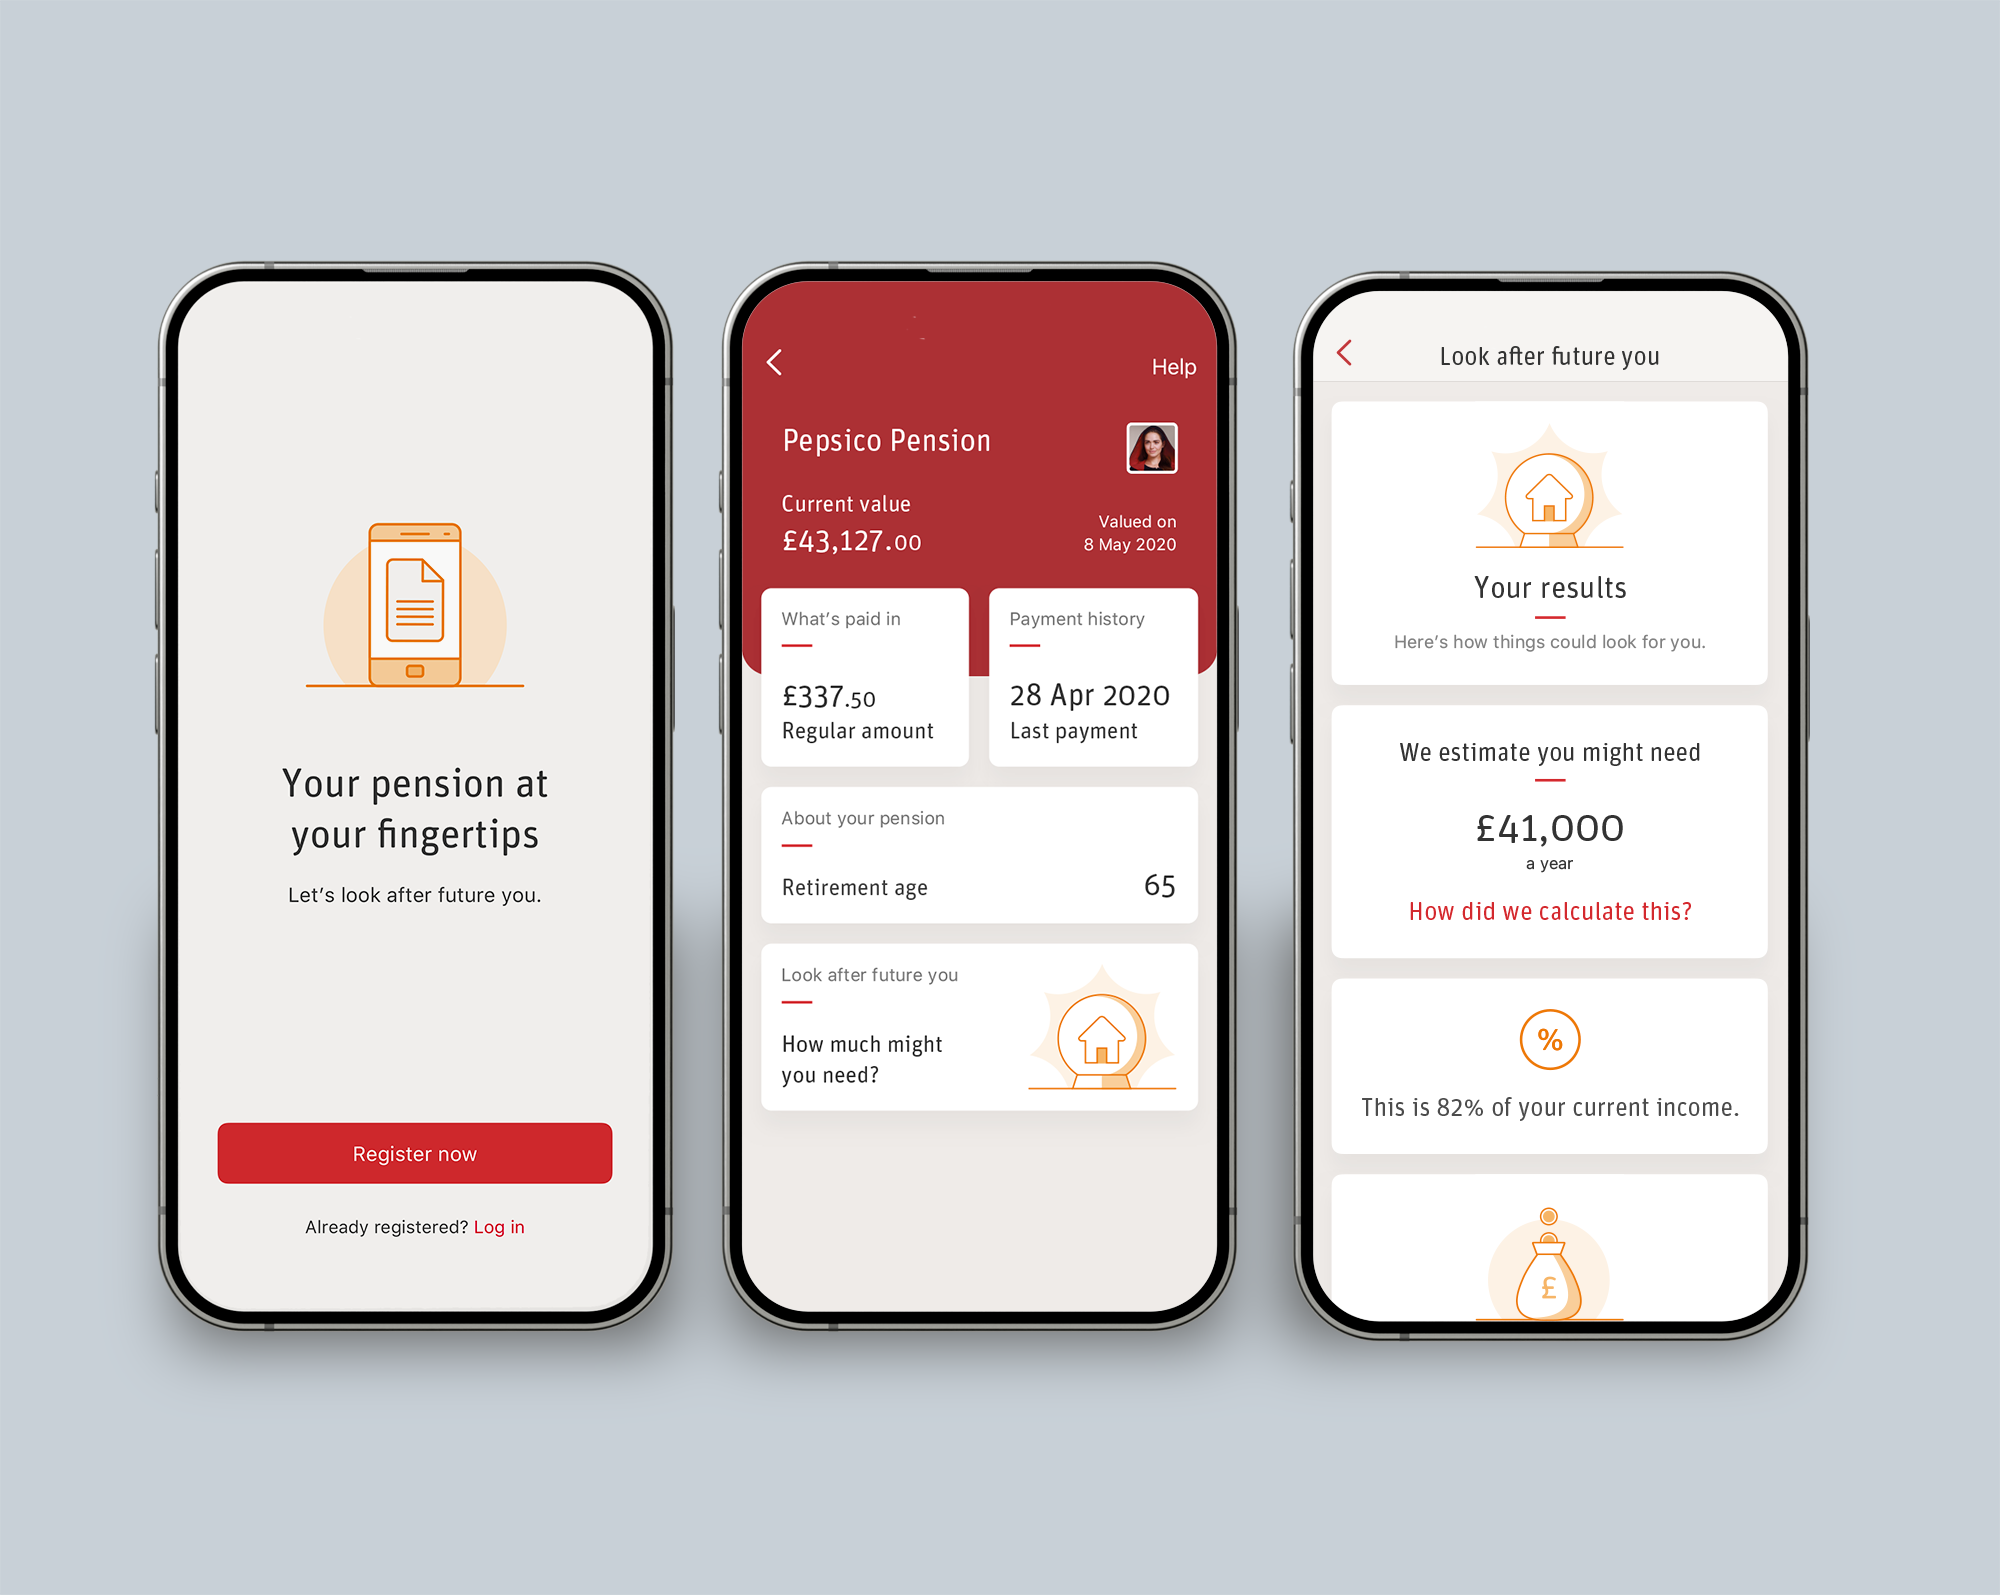 Your pension at
your fingertips
Let’s look after future you.
Register now
Already registered? Log in
Help
Pepsico Pension
Current value
£43,127.00
Valued on
8 May 2020
What’s paid in
£337.50
Regular amount
Payment history
28 Apr 2020
Last payment
About your pension
Retirement age
65
Look after future you
How much might
you need?
Look after future you
Your results
Here’s how things could look for you.
We estimate you might need
£41,000
a year
How did we calculate this?
%
This is 82% of your current income.
£